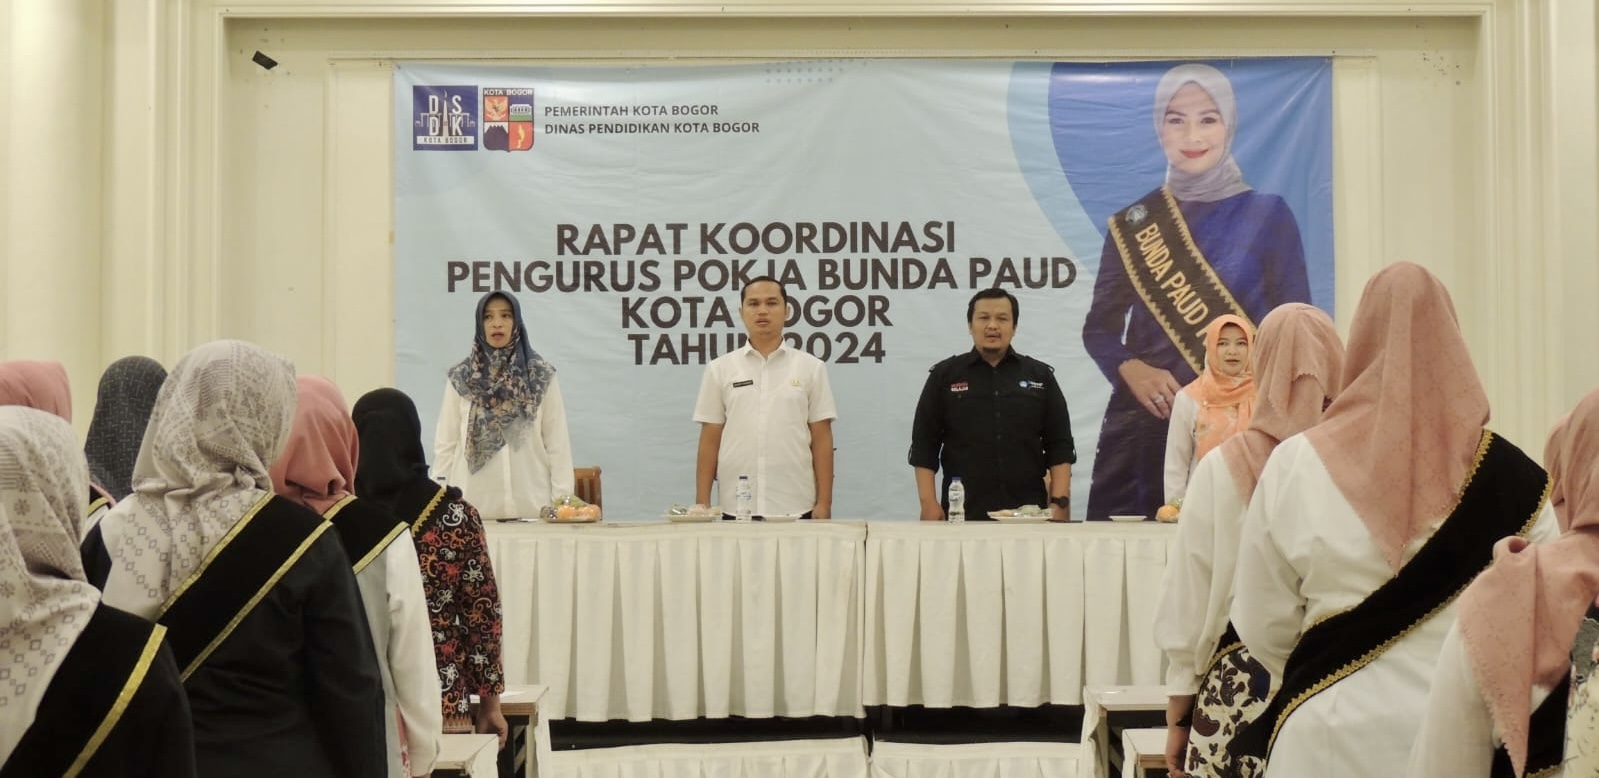 DISDIK
KOTA BOGOR
KOTA BOGOR
PEMERINTAH KOTA BOGOR
DINAS PENDIDIKAN KOTA BOGOR
RAPAT KOORDINASI
PENGURUS POKJA BUNDA PAUD
KOTA BOGOR
TAHUN 2024
BUNDA PAUD